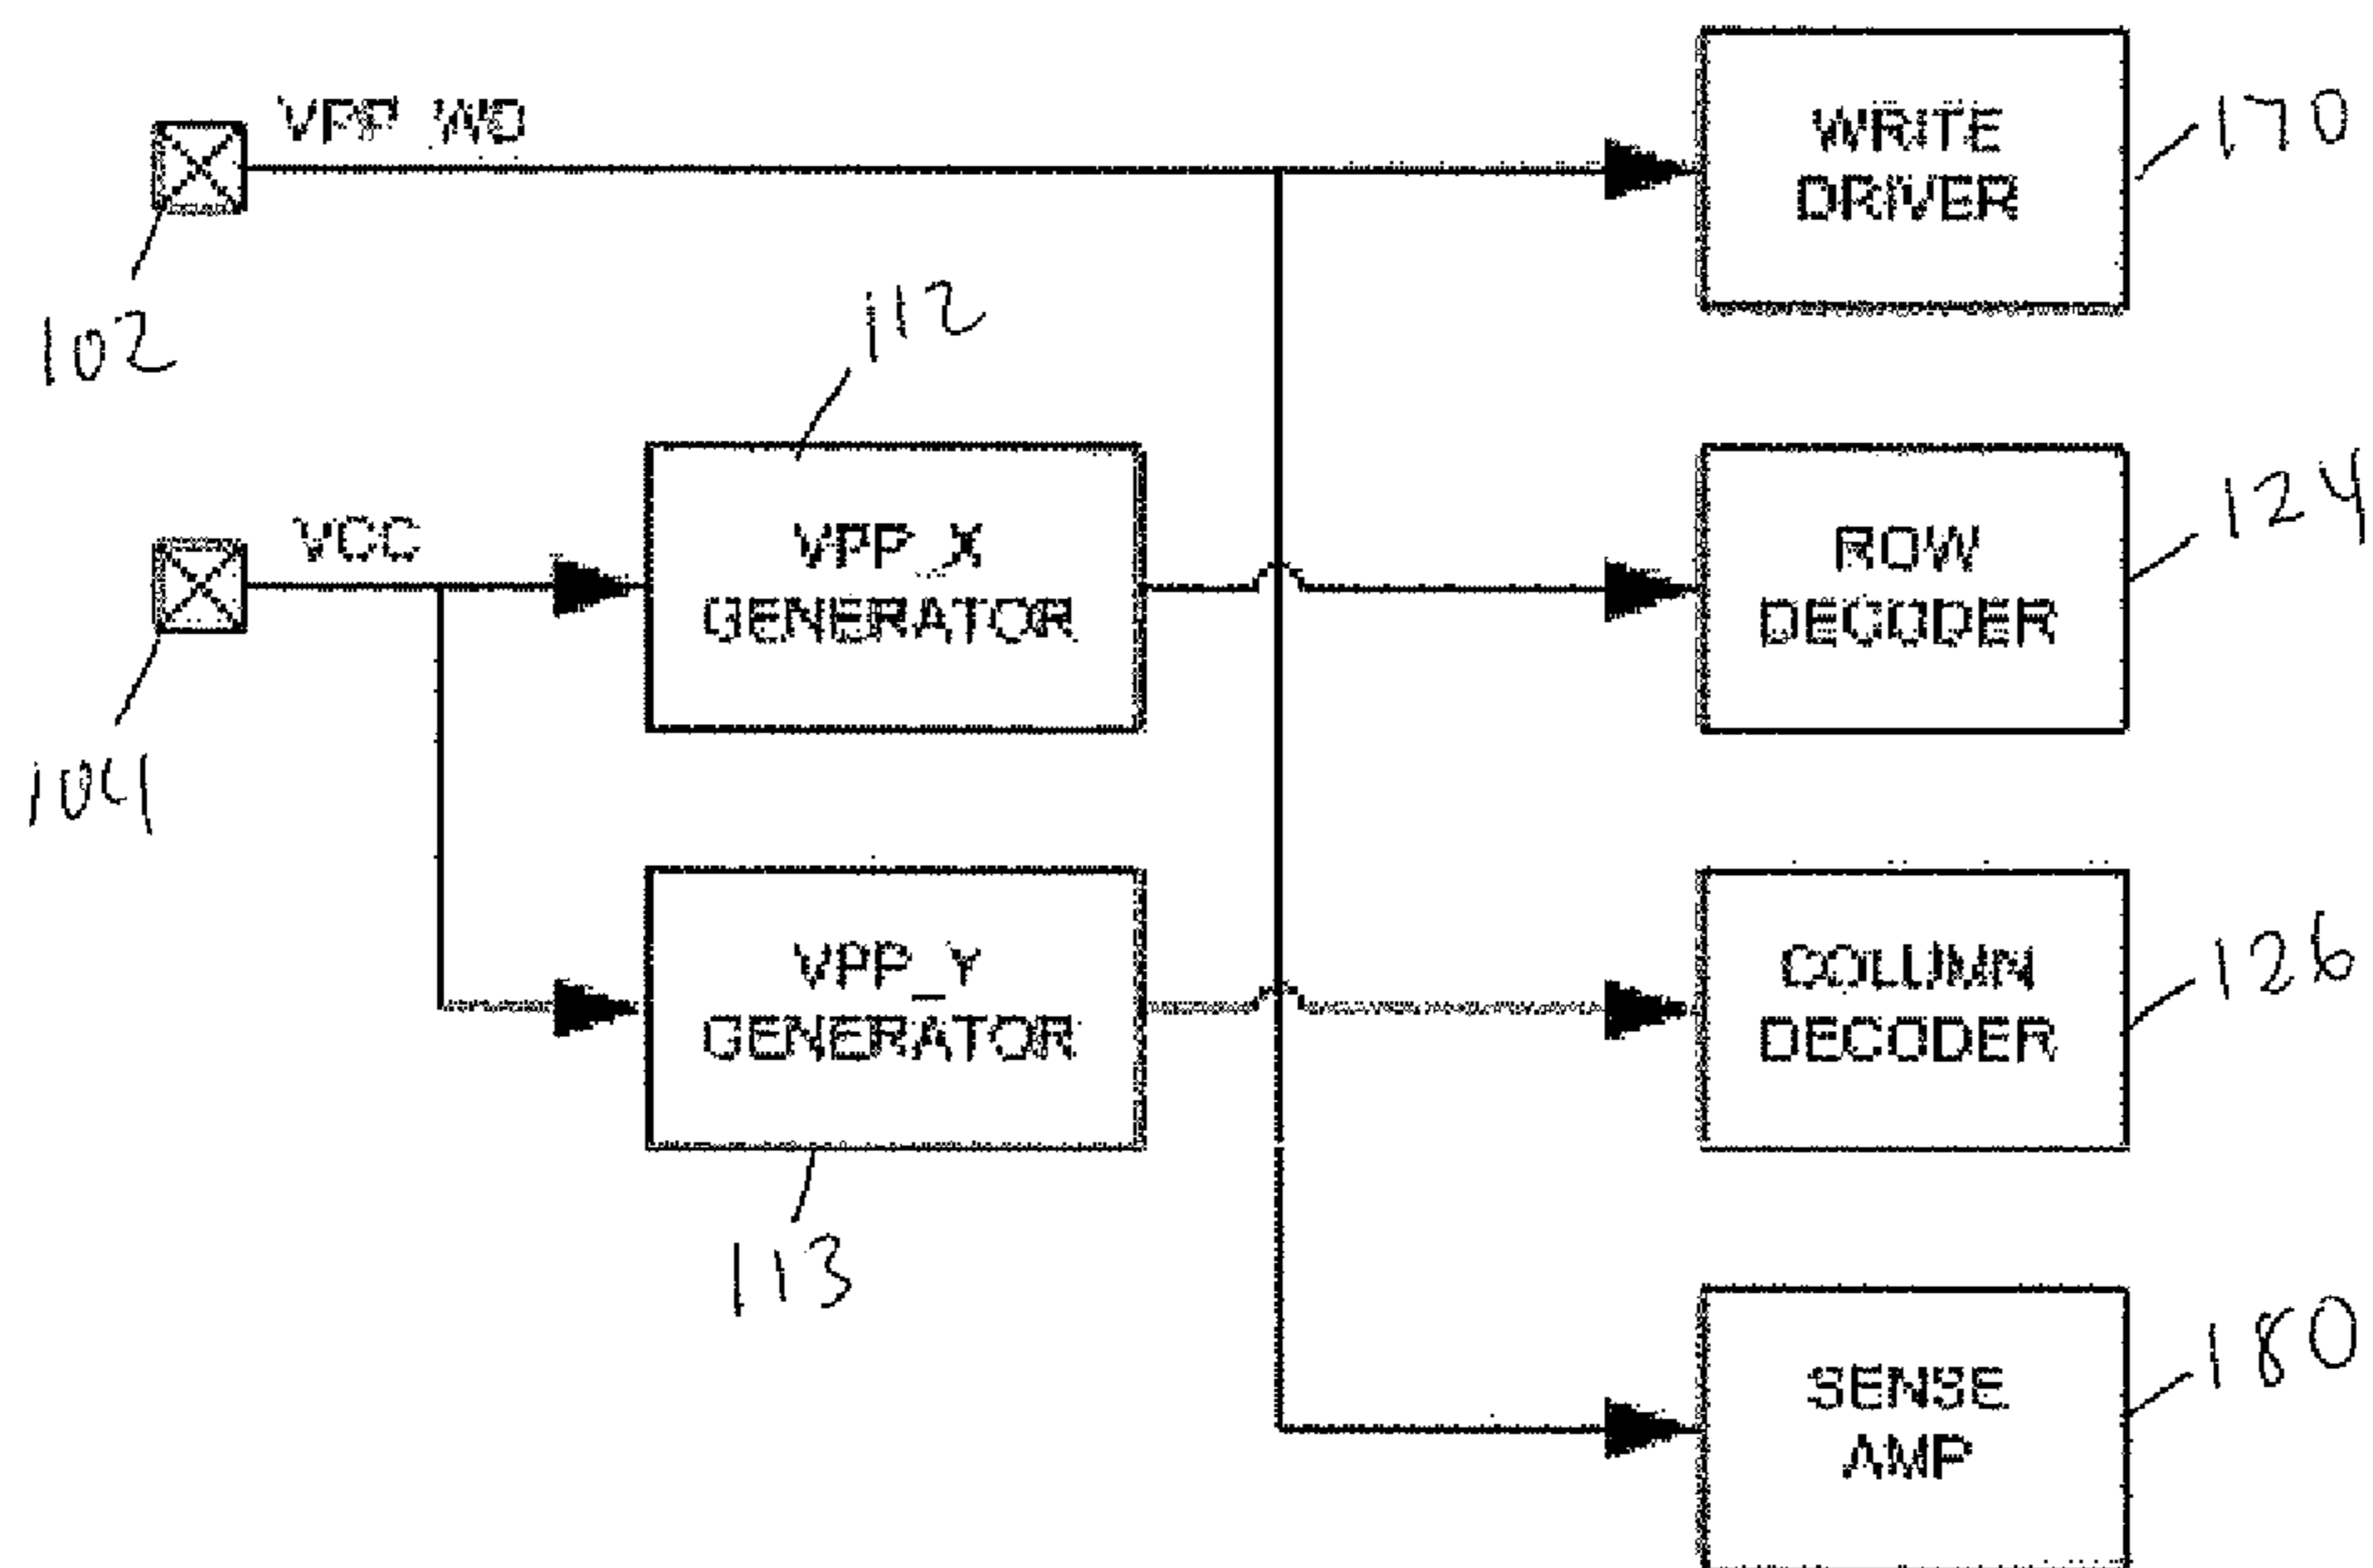 VPP_WD
WRITE
DRIVER
170
102
112
VCC
VPP_X
GENERATOR
ROW
DECODER
124
104
VPP_Y
GENERATOR
COLUMN
DECODER
126
113
SENSE
AMP
180